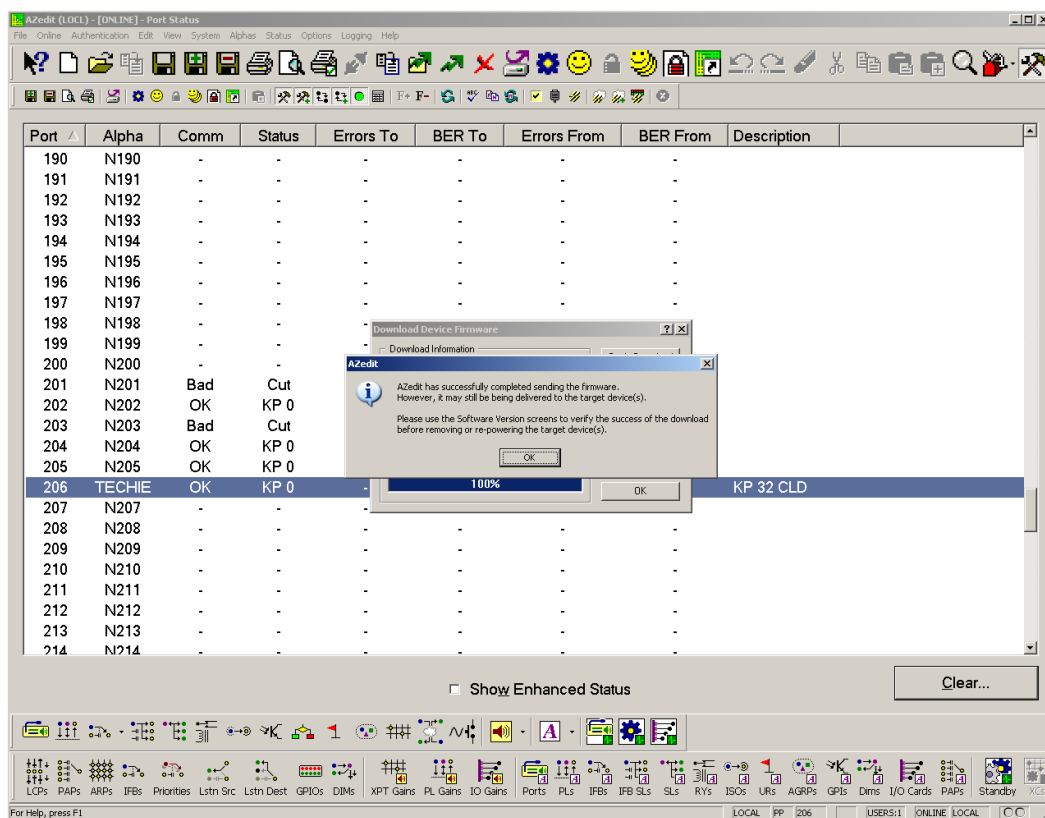 AZedit (LOCL) - [ONLINE] - Port Status
File Online Authentication Edit View System Alphas Status Options Logging Help
F+ F-
Port Alpha Comm Status Errors To BER To Errors From BER From Description
190 N190 - - - - - -
191 N191 - - - - - -
192 N192 - - - - - -
193 N193 - - - - - -
194 N194 - - - - - -
195 N195 - - - - - -
196 N196 - - - - - -
197 N197 - - - - - -
198 N198 - - -
Download Device Firmware
199 N199 - - -
Download Information
200 N200 - -
AZedit
201 N201 Bad Cut
AZedit has successfully completed sending the firmware.
However, it may still be being delivered to the target device(s).
202 N202 OK KP 0
Please use the Software Version screens to verify the success of the download
before removing or re-powering the target device(s).
203 N203 Bad Cut
204 N204 OK KP 0
OK
205 N205 OK KP 0
206 TECHIE OK KP 0 - KP 32 CLD
100%
OK
207 N207 - - -
208 N208 - - - - - -
209 N209 - - - - - -
210 N210 - - - - - -
211 N211 - - - - - -
212 N212 - - - - - -
213 N213 - - - - - -
214 N214 - - - - - -
Show Enhanced Status
Clear...
LCPs PAPs ARPs IFBs Priorities Lstn Src Lstn Dest GPIOs DIMs XPT Gains PL Gains IO Gains Ports PLs IFBs IFB SLs SLs RYs ISOs URs AGRPs GPIs Dims I/O Cards PAPs Standby XCs
For Help, press F1
LOCAL PP 206 USERS:1 ONLINE LOCAL